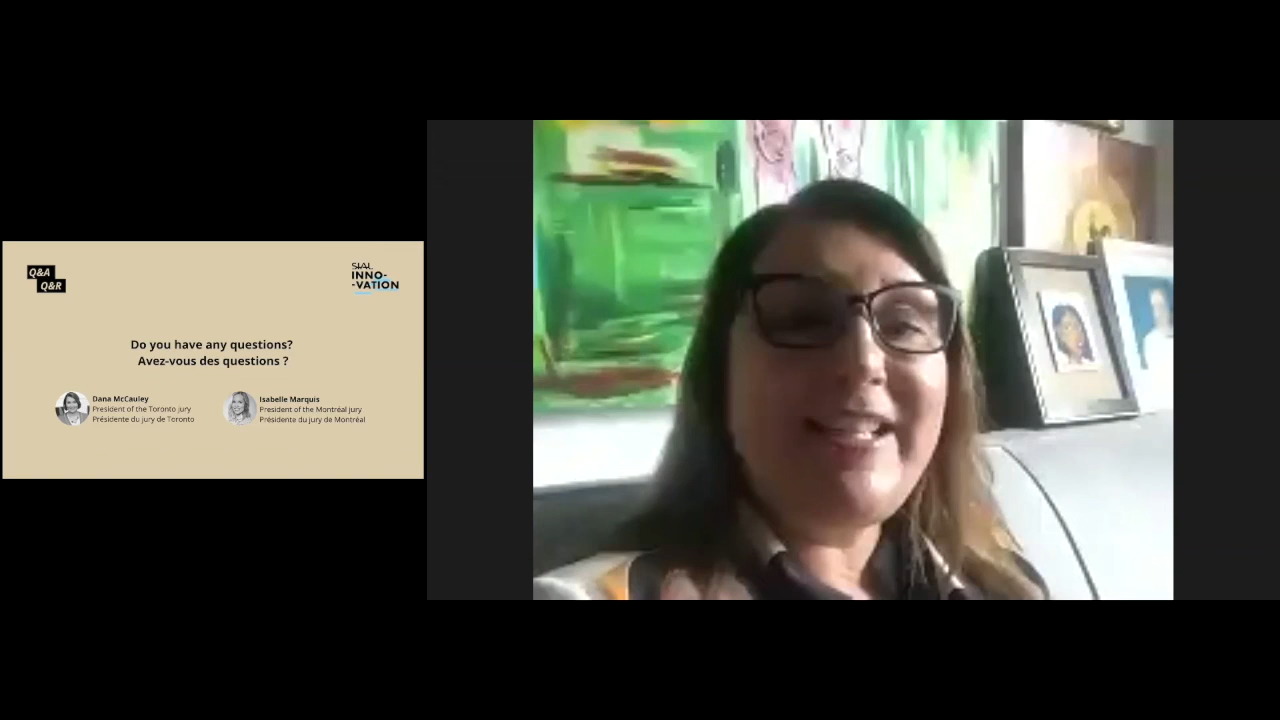 Q&A
Q&R
SIAL
INNO-
-VATION
Do you have any questions?
Avez-vous des questions ?
Dana McCauley
President of the Toronto jury
Présidente du jury de Toronto
Isabelle Marquis
President of the Montréal jury
Présidente du jury de Montréal